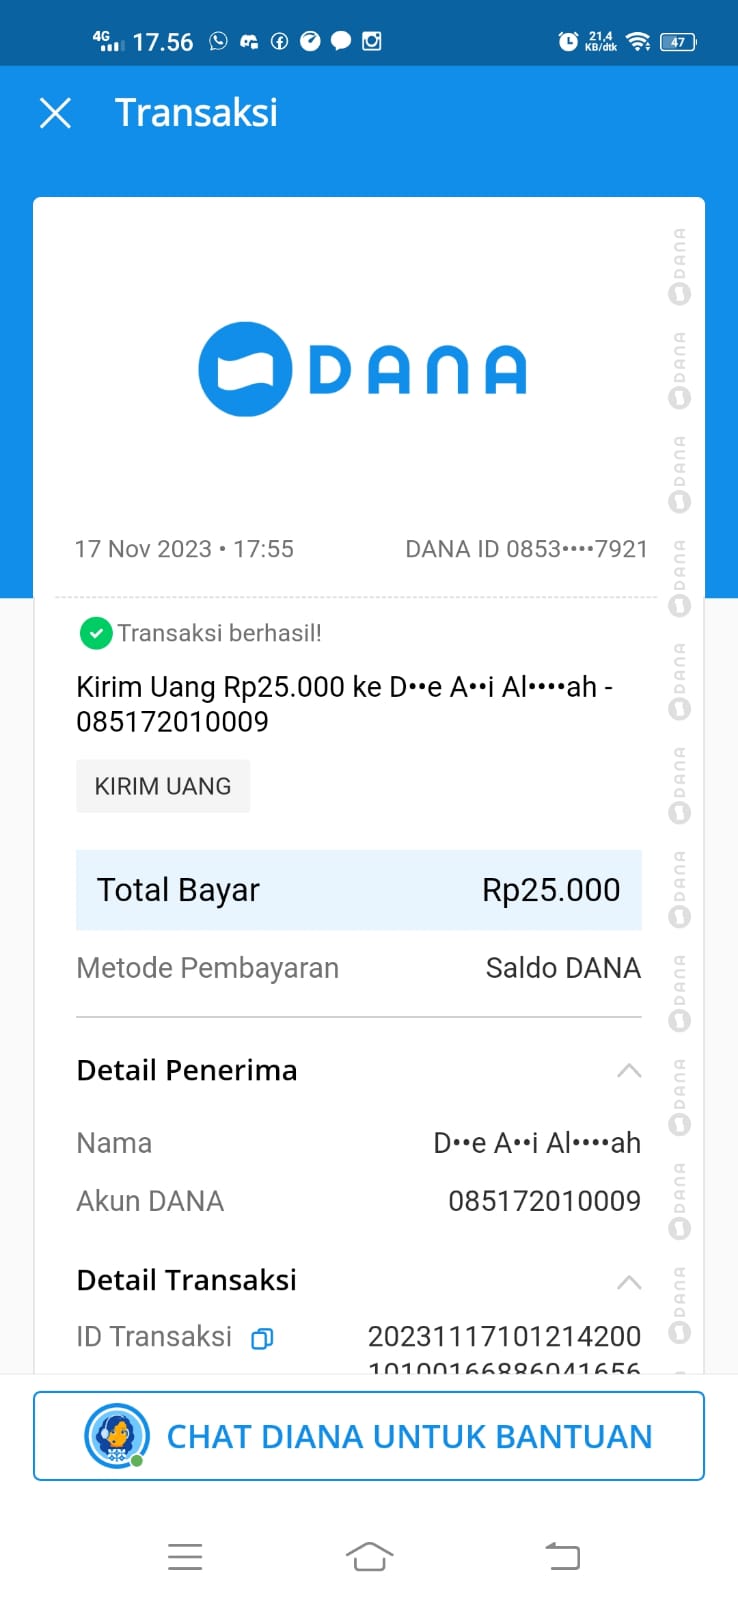 4G 17.56 21,4 KB/dtk 47
Transaksi
DANA
17 Nov 2023 • 17:55 DANA ID 0853••••7921
Transaksi berhasil!
Kirim Uang Rp25.000 ke D••e A••i Al••••ah -
085172010009
KIRIM UANG
Total Bayar Rp25.000
Metode Pembayaran Saldo DANA
Detail Penerima
Nama D••e A••i Al••••ah
Akun DANA 085172010009
Detail Transaksi
ID Transaksi 20231117101214200
10100166886041656
CHAT DIANA UNTUK BANTUAN
DANA
DANA
DANA
DANA
DANA
DANA
DANA
DANA
DANA
DANA
DANA